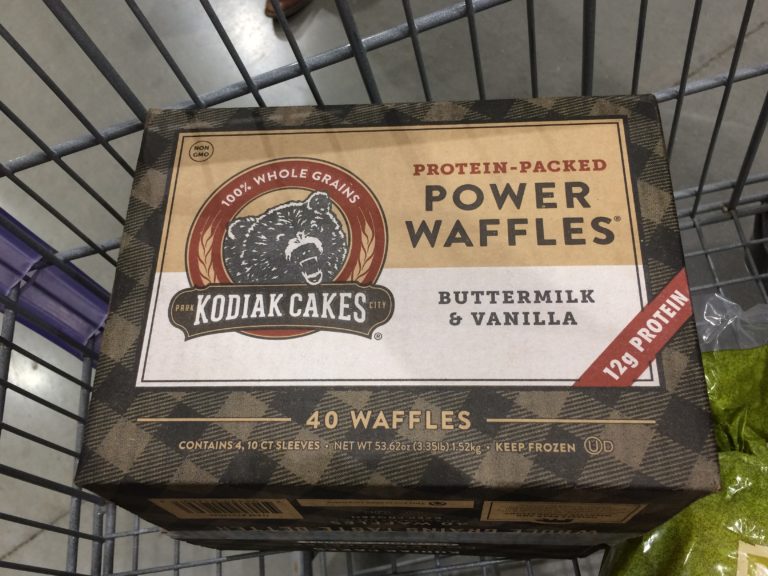 NON
GMO
100% WHOLE GRAINS
PARK KODIAK CAKES CITY ®
PROTEIN-PACKED
POWER
WAFFLES®
BUTTERMILK
& VANILLA
12g PROTEIN
40 WAFFLES
CONTAINS 4, 10 CT SLEEVES • NET WT 53.62oz (3.35lb) 1.52kg • KEEP FROZEN UD